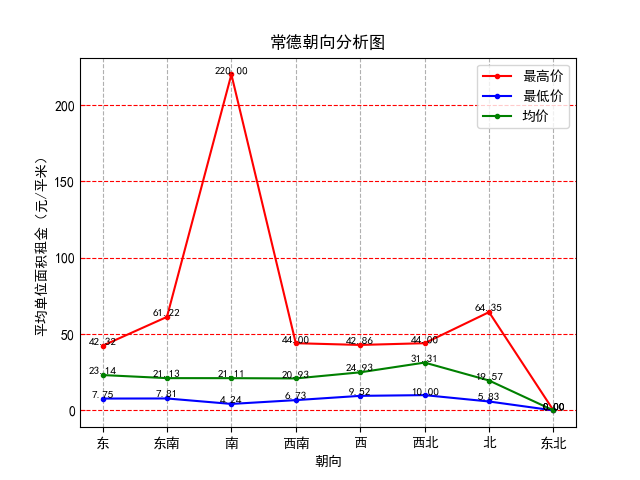 常德朝向分析图
最高价
最低价
均价
平均单位面积租金（元/平米）
200
150
100
50
0
220.00
42.32
61.22
44.00
42.86
44.00
64.35
0.00
23.14
21.13
21.11
20.93
24.93
31.31
19.57
7.75
7.81
4.24
6.73
9.52
10.00
5.83
东
东南
南
西南
西
西北
北
东北
朝向